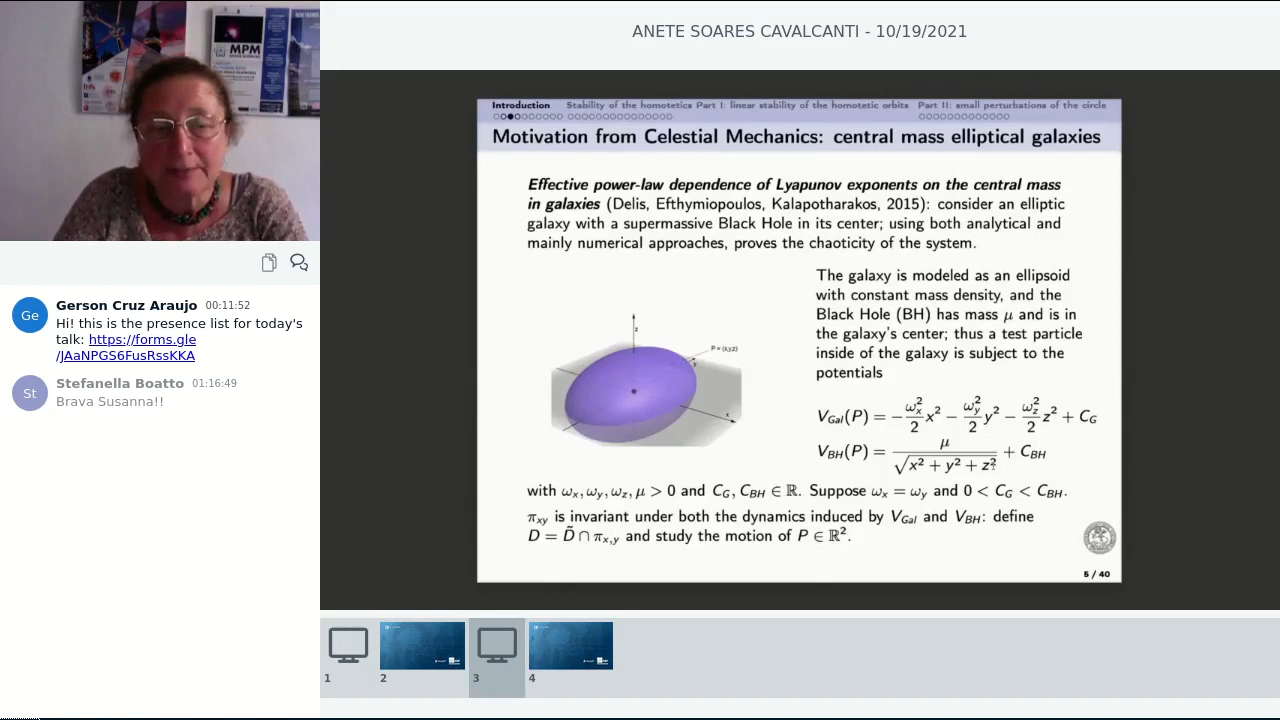 MPM
ANETE SOARES CAVALCANTI - 10/19/2021
Ge
Gerson Cruz Araujo 00:11:52
Hi! this is the presence list for today's
talk: https://forms.gle
/JAaNPGS6FusRssKKA
St
Stefanella Boatto 01:16:49
Brava Susanna!!
Introduction Stability of the homotetics Part I: linear stability of the homotetic orbits Part II: small perturbations of the circle
Motivation from Celestial Mechanics: central mass elliptical galaxies
Effective power-law dependence of Lyapunov exponents on the central mass
in galaxies (Delis, Efthymiopoulos, Kalapotharakos, 2015): consider an elliptic
galaxy with a supermassive Black Hole in its center; using both analytical and
mainly numerical approaches, proves the chaoticity of the system.
The galaxy is modeled as an ellipsoid
with constant mass density, and the
Black Hole (BH) has mass μ and is in
the galaxy's center; thus a test particle
inside of the galaxy is subject to the
potentials
z
P = (x,y,z)
y
x
V_Gal(P) = −ω_x²/2 x² − ω_y²/2 y² − ω_z²/2 z² + C_G
V_BH(P) = μ/√(x² + y² + z²) + C_BH
with ω_x, ω_y, ω_z, μ > 0 and C_G, C_BH ∈ ℝ. Suppose ω_x = ω_y and 0 < C_G < C_BH.
π_xy is invariant under both the dynamics induced by V_Gal and V_BH: define
D = D̃ ∩ π_x,y and study the motion of P ∈ ℝ².
5 / 40
1
2
3
4